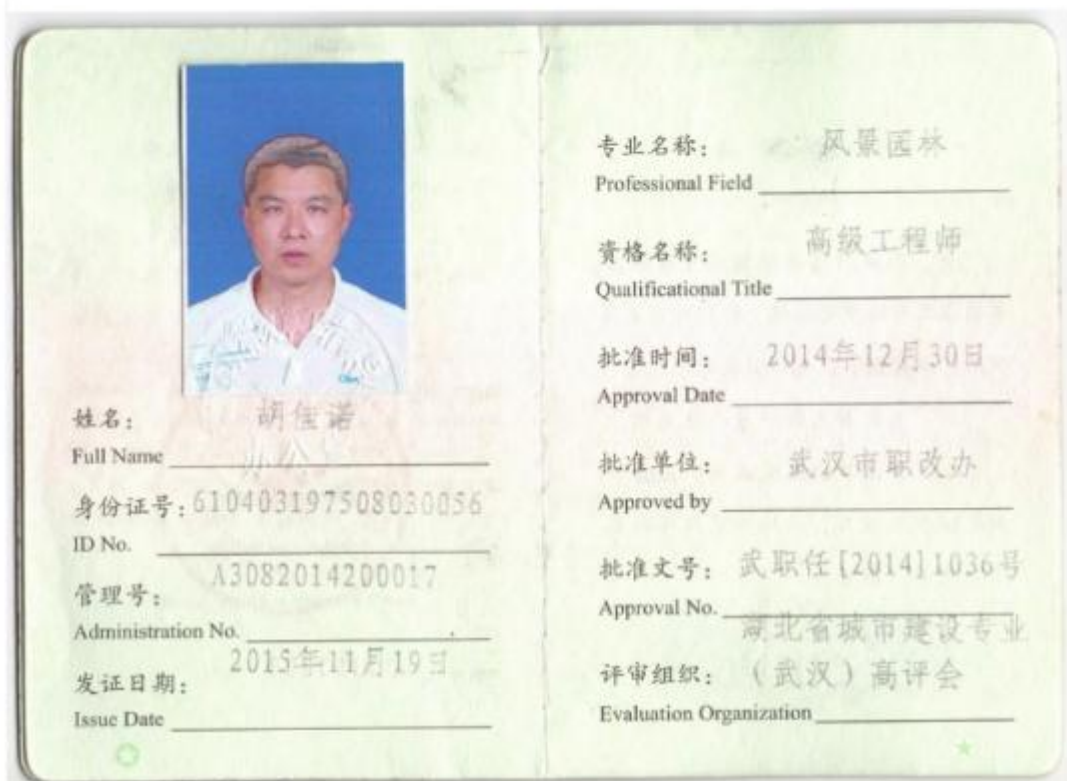 姓名： 胡佳诺
Full Name
身份证号：610403197508030056
ID No.
管理号： A3082014200017
Administration No.
发证日期： 2015年11月19日
Issue Date
专业名称： 风景园林
Professional Field
资格名称： 高级工程师
Qualificational Title
批准时间： 2014年12月30日
Approval Date
批准单位： 武汉市职改办
Approved by
批准文号： 武职任[2014]1036号
Approval No.
湖北省城市建设专业
评审组织： （武汉）高评会
Evaluation Organization